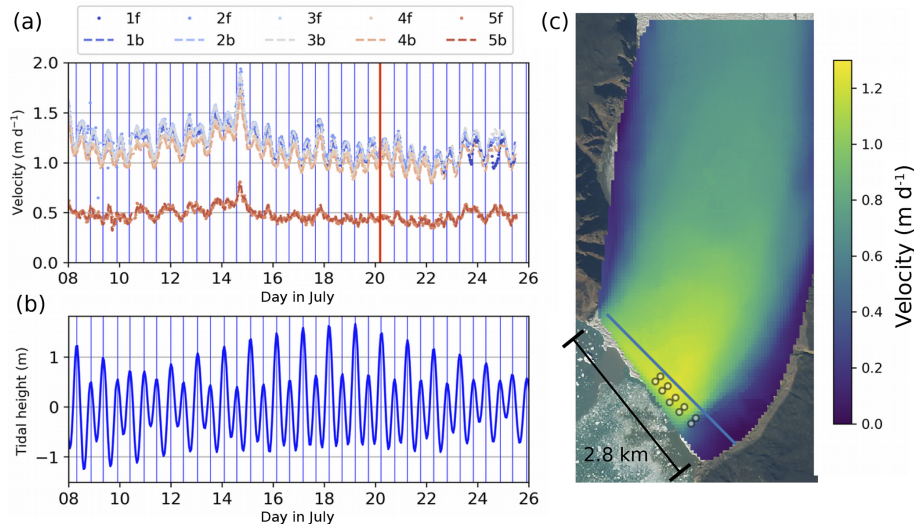 (a)
1f 2f 3f 4f 5f
1b 2b 3b 4b 5b
2.0
1.5
1.0
0.5
0.0
Velocity (m d⁻¹)
08 10 12 14 16 18 20 22 24 26
Day in July
(b)
1
0
−1
Tidal height (m)
08 10 12 14 16 18 20 22 24 26
Day in July
(c)
2.8 km
1.2
1.0
0.8
0.6
0.4
0.2
0.0
Velocity (m d⁻¹)